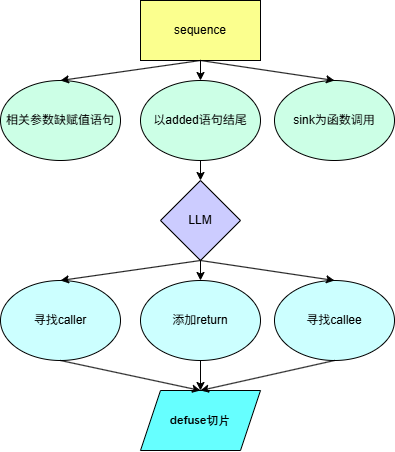 sequence
相关参数缺赋值语句
以added语句结尾
sink为函数调用
LLM
寻找caller
添加return
寻找callee
defuse切片